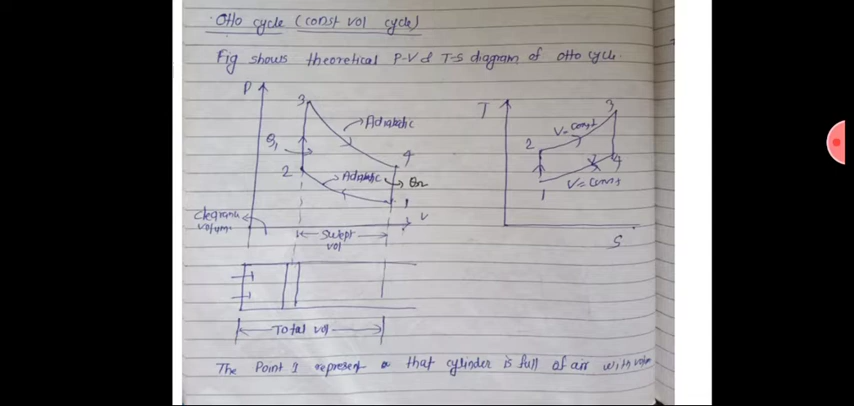 Otto cycle (const vol cycle)
Fig shows theoretical P-V & T-S diagram of otto cycle.
P
3
Adiabatic
Q1
4
2
Adiabatic
1
V
Clearance volume
Swept vol
Total vol
T
3
V=const
2
4
V=const
1
S
The Point 1 represent that cylinder is full of air with